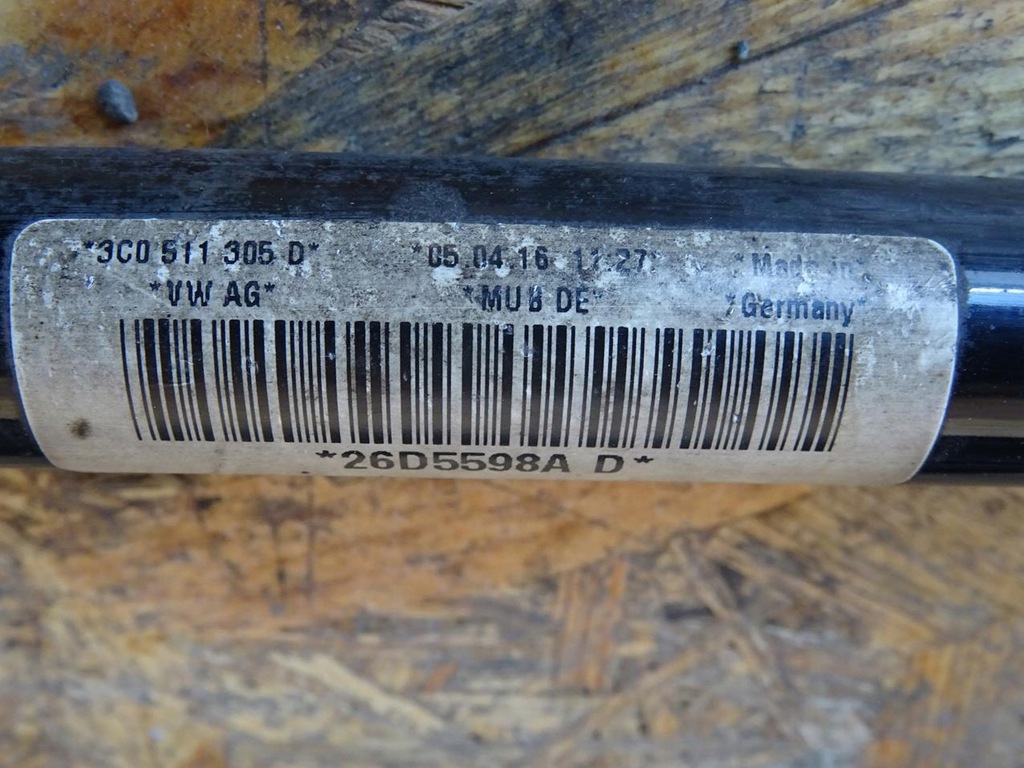 *3C0 511 305 D* *05.04.16 11:27* *Made in*
*VW AG* *MUB DE* *Germany*
*26D5598A D*